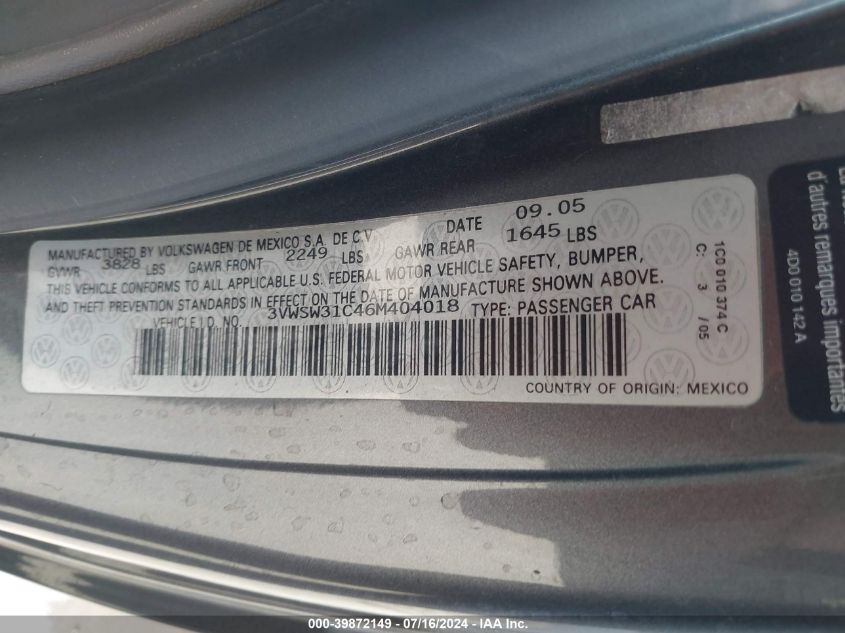 MANUFACTURED BY VOLKSWAGEN DE MEXICO S.A. DE C.V. DATE 09.05
GVWR 3828 LBS GAWR FRONT 2249 LBS GAWR REAR 1645 LBS
THIS VEHICLE CONFORMS TO ALL APPLICABLE U.S. FEDERAL MOTOR VEHICLE SAFETY, BUMPER,
AND THEFT PREVENTION STANDARDS IN EFFECT ON THE DATE OF MANUFACTURE SHOWN ABOVE.
VEHICLE I.D. NO. 3VWSW31C46M404018 TYPE: PASSENGER CAR
COUNTRY OF ORIGIN: MEXICO
1C0 010 374 C
C: 3 /05
d'autres remarques importantes
4D0 010 142 A
000-39872149 - 07/16/2024 - IAA Inc.